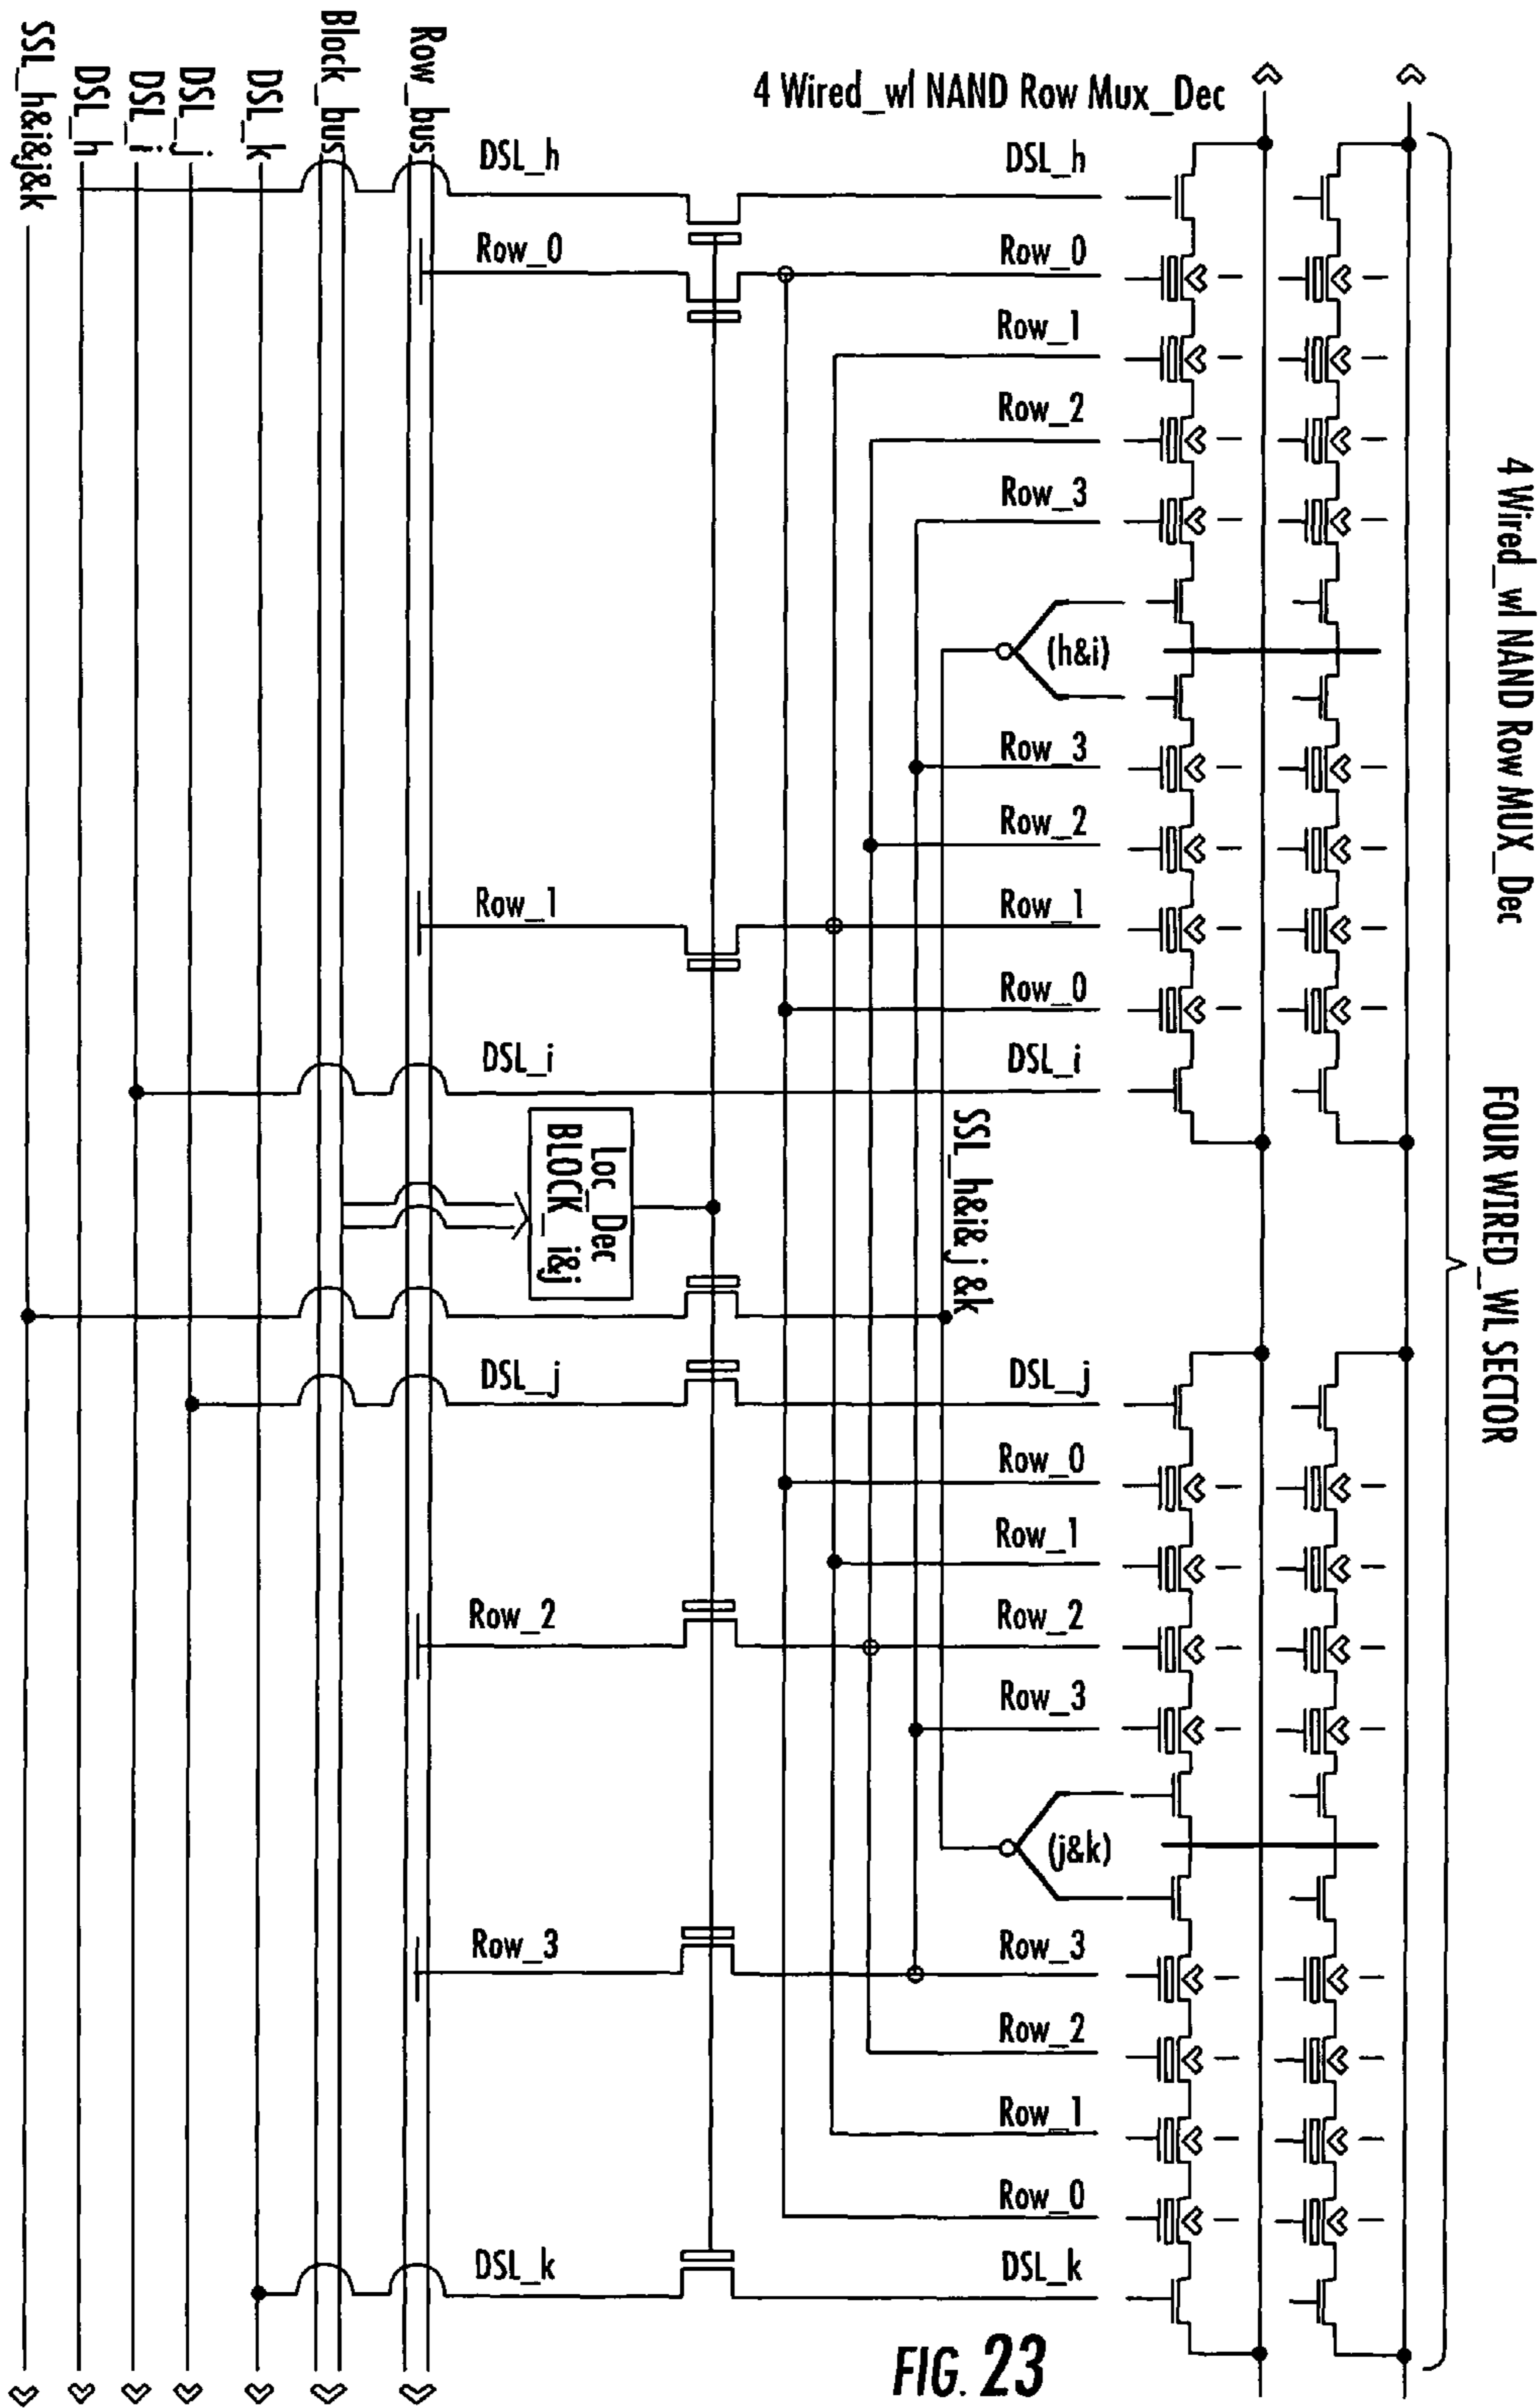 4 Wired_wl NAND Row MUX_Dec
FOUR WIRED_WL SECTOR
4 Wired_wl NAND Row Mux_Dec
SSL_h&i&j&k
DSL_h
DSL_i
DSL_j
DSL_k
Block_bus
Row_bus
DSL_h
DSL_h
Row_0
Row_0
Row_1
Row_2
Row_3
(h&i)
Row_3
Row_2
Row_1
Row_1
Row_0
DSL_i
DSL_i
Loc_Dec
BLOCK_i&j
SSL_h&i&j&k
DSL_j
DSL_j
Row_0
Row_1
Row_2
Row_2
Row_3
(j&k)
Row_3
Row_3
Row_2
Row_1
Row_0
DSL_k
DSL_k
FIG. 23